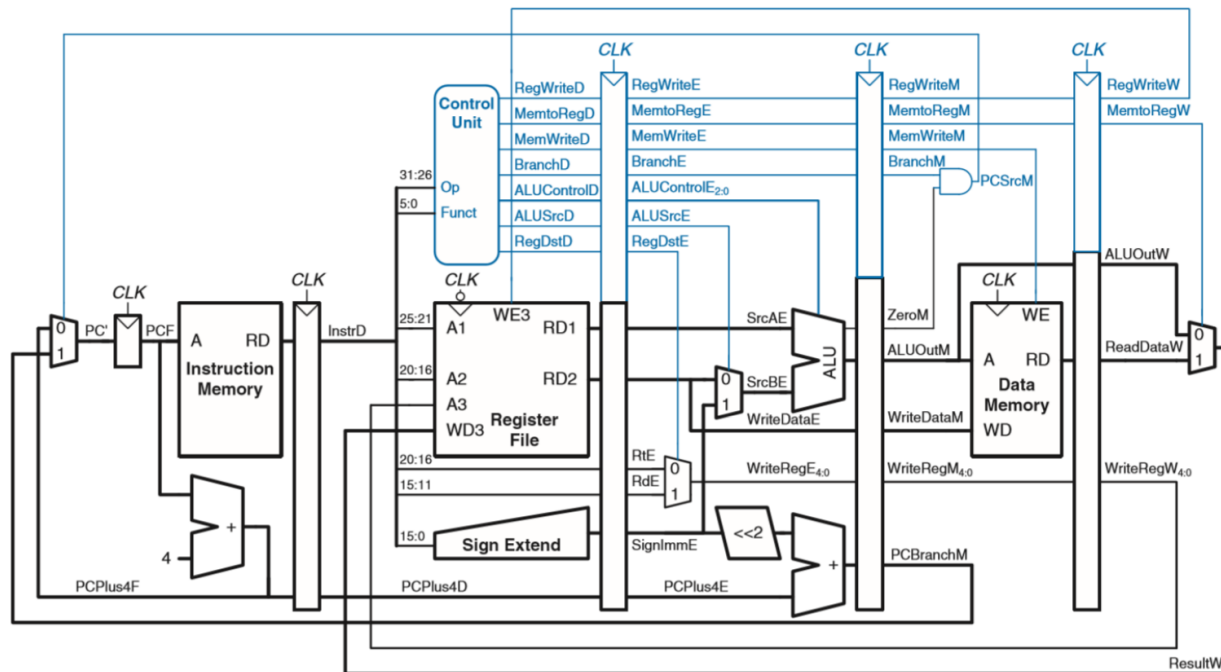 CLK CLK CLK
Control Unit
RegWriteD RegWriteE RegWriteM RegWriteW
MemtoRegD MemtoRegE MemtoRegM MemtoRegW
MemWriteD MemWriteE MemWriteM
BranchD BranchE BranchM
PCSrcM
31:26 Op ALUControlD ALUControlE2:0
5:0 Funct ALUSrcD ALUSrcE
RegDstD RegDstE
CLK CLK CLK CLK
ALUOutW
0 1 PC' PCF A RD InstrD 25:21 A1 WE3 RD1 SrcAE ZeroM WE
Instruction Memory
20:16 A2 RD2 0 1 SrcBE ALU ALUOutM A RD ReadDataW 0 1
A3 Register File WriteDataE WriteDataM Data Memory
WD3 WD
20:16 RtE 0
15:11 RdE 1 WriteRegE4:0 WriteRegM4:0 WriteRegW4:0
+
4
15:0 Sign Extend SignImmE <<2
+ PCBranchM
PCPlus4F PCPlus4D PCPlus4E
ResultW